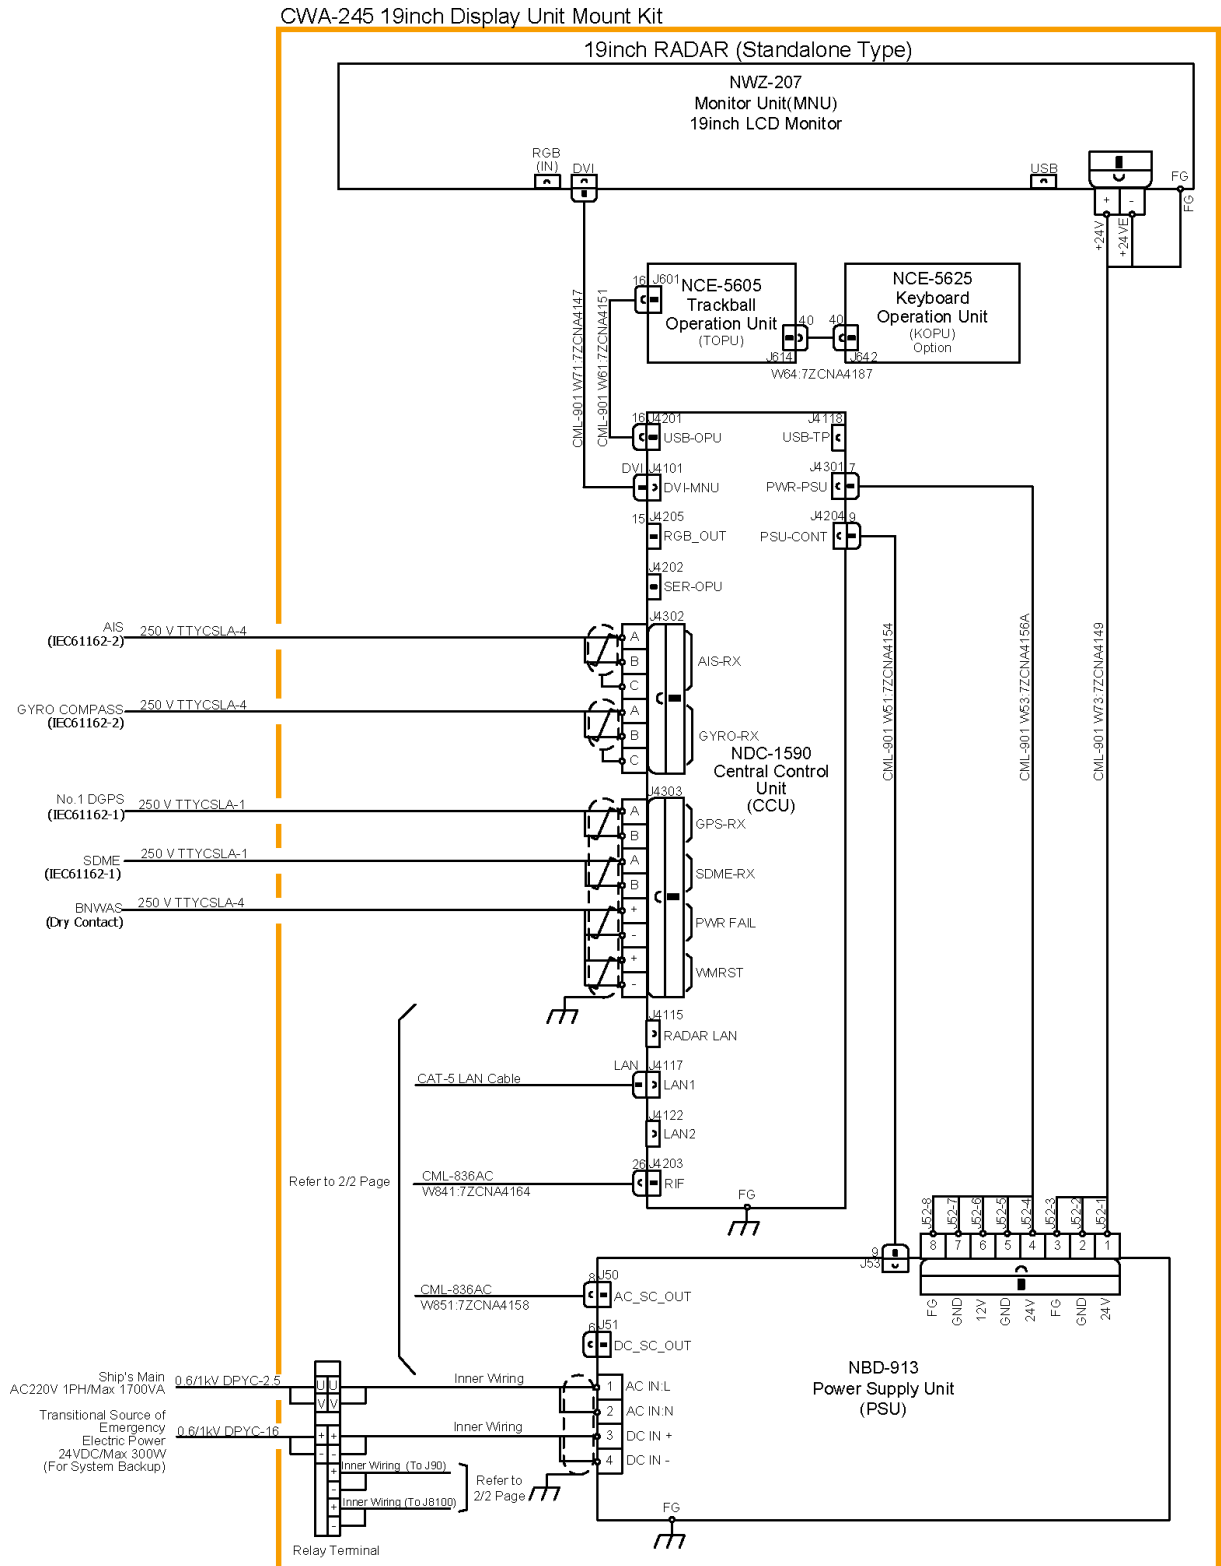 CWA-245 19inch Display Unit Mount Kit
19inch RADAR (Standalone Type)
NWZ-207
Monitor Unit(MNU)
19inch LCD Monitor
RGB
(IN)
DVI
USB
FG
FG
+ -
+24V
+24VE
CML-901 W71:7ZCNA4147
CML-901 W61:7ZCNA4151
16 J601
NCE-5605
Trackball
Operation Unit
(TOPU)
40
J614
40
J642
W64:7ZCNA4187
NCE-5625
Keyboard
Operation Unit
(KOPU)
Option
16 J4201
USB-OPU
J4118
USB-TP
DVI J4101
DVI-MNU
J4301 7
PWR-PSU
15 J4205
RGB_OUT
J4204 9
PSU-CONT
J4202
SER-OPU
AIS
(IEC61162-2)
250 V TTYCSLA-4
J4302
A
B
C
AIS-RX
GYRO COMPASS
(IEC61162-2)
250 V TTYCSLA-4
A
B
C
GYRO-RX
NDC-1590
Central Control
Unit
(CCU)
CML-901 W51:7ZCNA4154
CML-901 W53:7ZCNA4156A
CML-901 W73:7ZCNA4149
No.1 DGPS
(IEC61162-1)
250 V TTYCSLA-1
J4303
A
B
GPS-RX
SDME
(IEC61162-1)
250 V TTYCSLA-1
A
B
SDME-RX
BNWAS
(Dry Contact)
250 V TTYCSLA-4
+
-
PWR FAIL
+
-
WMRST
J4115
RADAR LAN
CAT-5 LAN Cable
LAN J4117
LAN1
J4122
LAN2
Refer to 2/2 Page
CML-836AC
W841:7ZCNA4164
26 J4203
RIF
FG
J52-8
J52-7
J52-6
J52-5
J52-4
J52-3
J52-2
J52-1
8 7 6 5 4 3 2 1
9
J53
FG
GND
12V
GND
24V
FG
GND
24V
CML-836AC
W851:7ZCNA4158
8 J50
AC_SC_OUT
6 J51
DC_SC_OUT
NBD-913
Power Supply Unit
(PSU)
Ship's Main
AC220V 1PH/Max 1700VA
0.6/1kV DPYC-2.5
U U
V V
Inner Wiring
1 AC IN:L
2 AC IN:N
Transitional Source of
Emergency
Electric Power
24VDC/Max 300W
(For System Backup)
0.6/1kV DPYC-16
+ +
- -
Inner Wiring
3 DC IN +
4 DC IN -
+
Inner Wiring (To J90)
-
+
Inner Wiring (To J8100)
-
Refer to
2/2 Page
FG
Relay Terminal